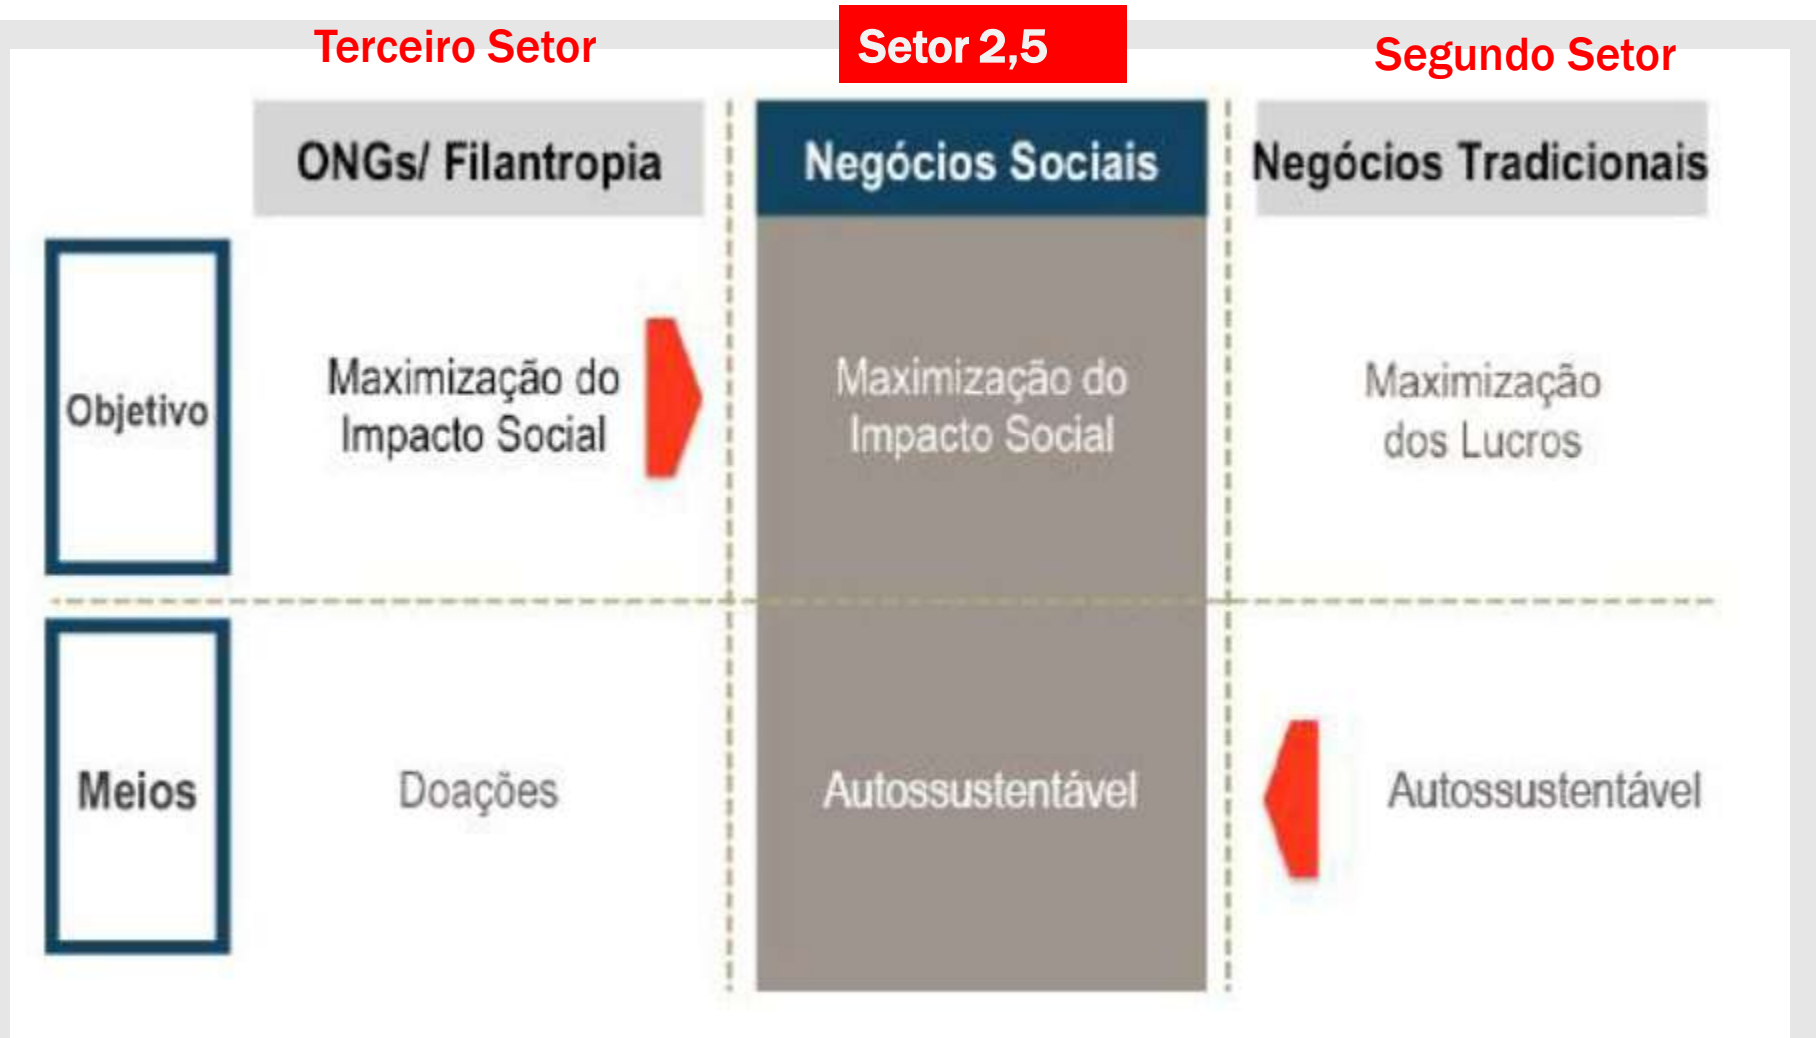 Terceiro Setor
Setor 2,5
Segundo Setor
ONGs/ Filantropia
Negócios Sociais
Negócios Tradicionais
Objetivo
Maximização do
Impacto Social
Maximização do
Impacto Social
Maximização
dos Lucros
Meios
Doações
Autossustentável
Autossustentável